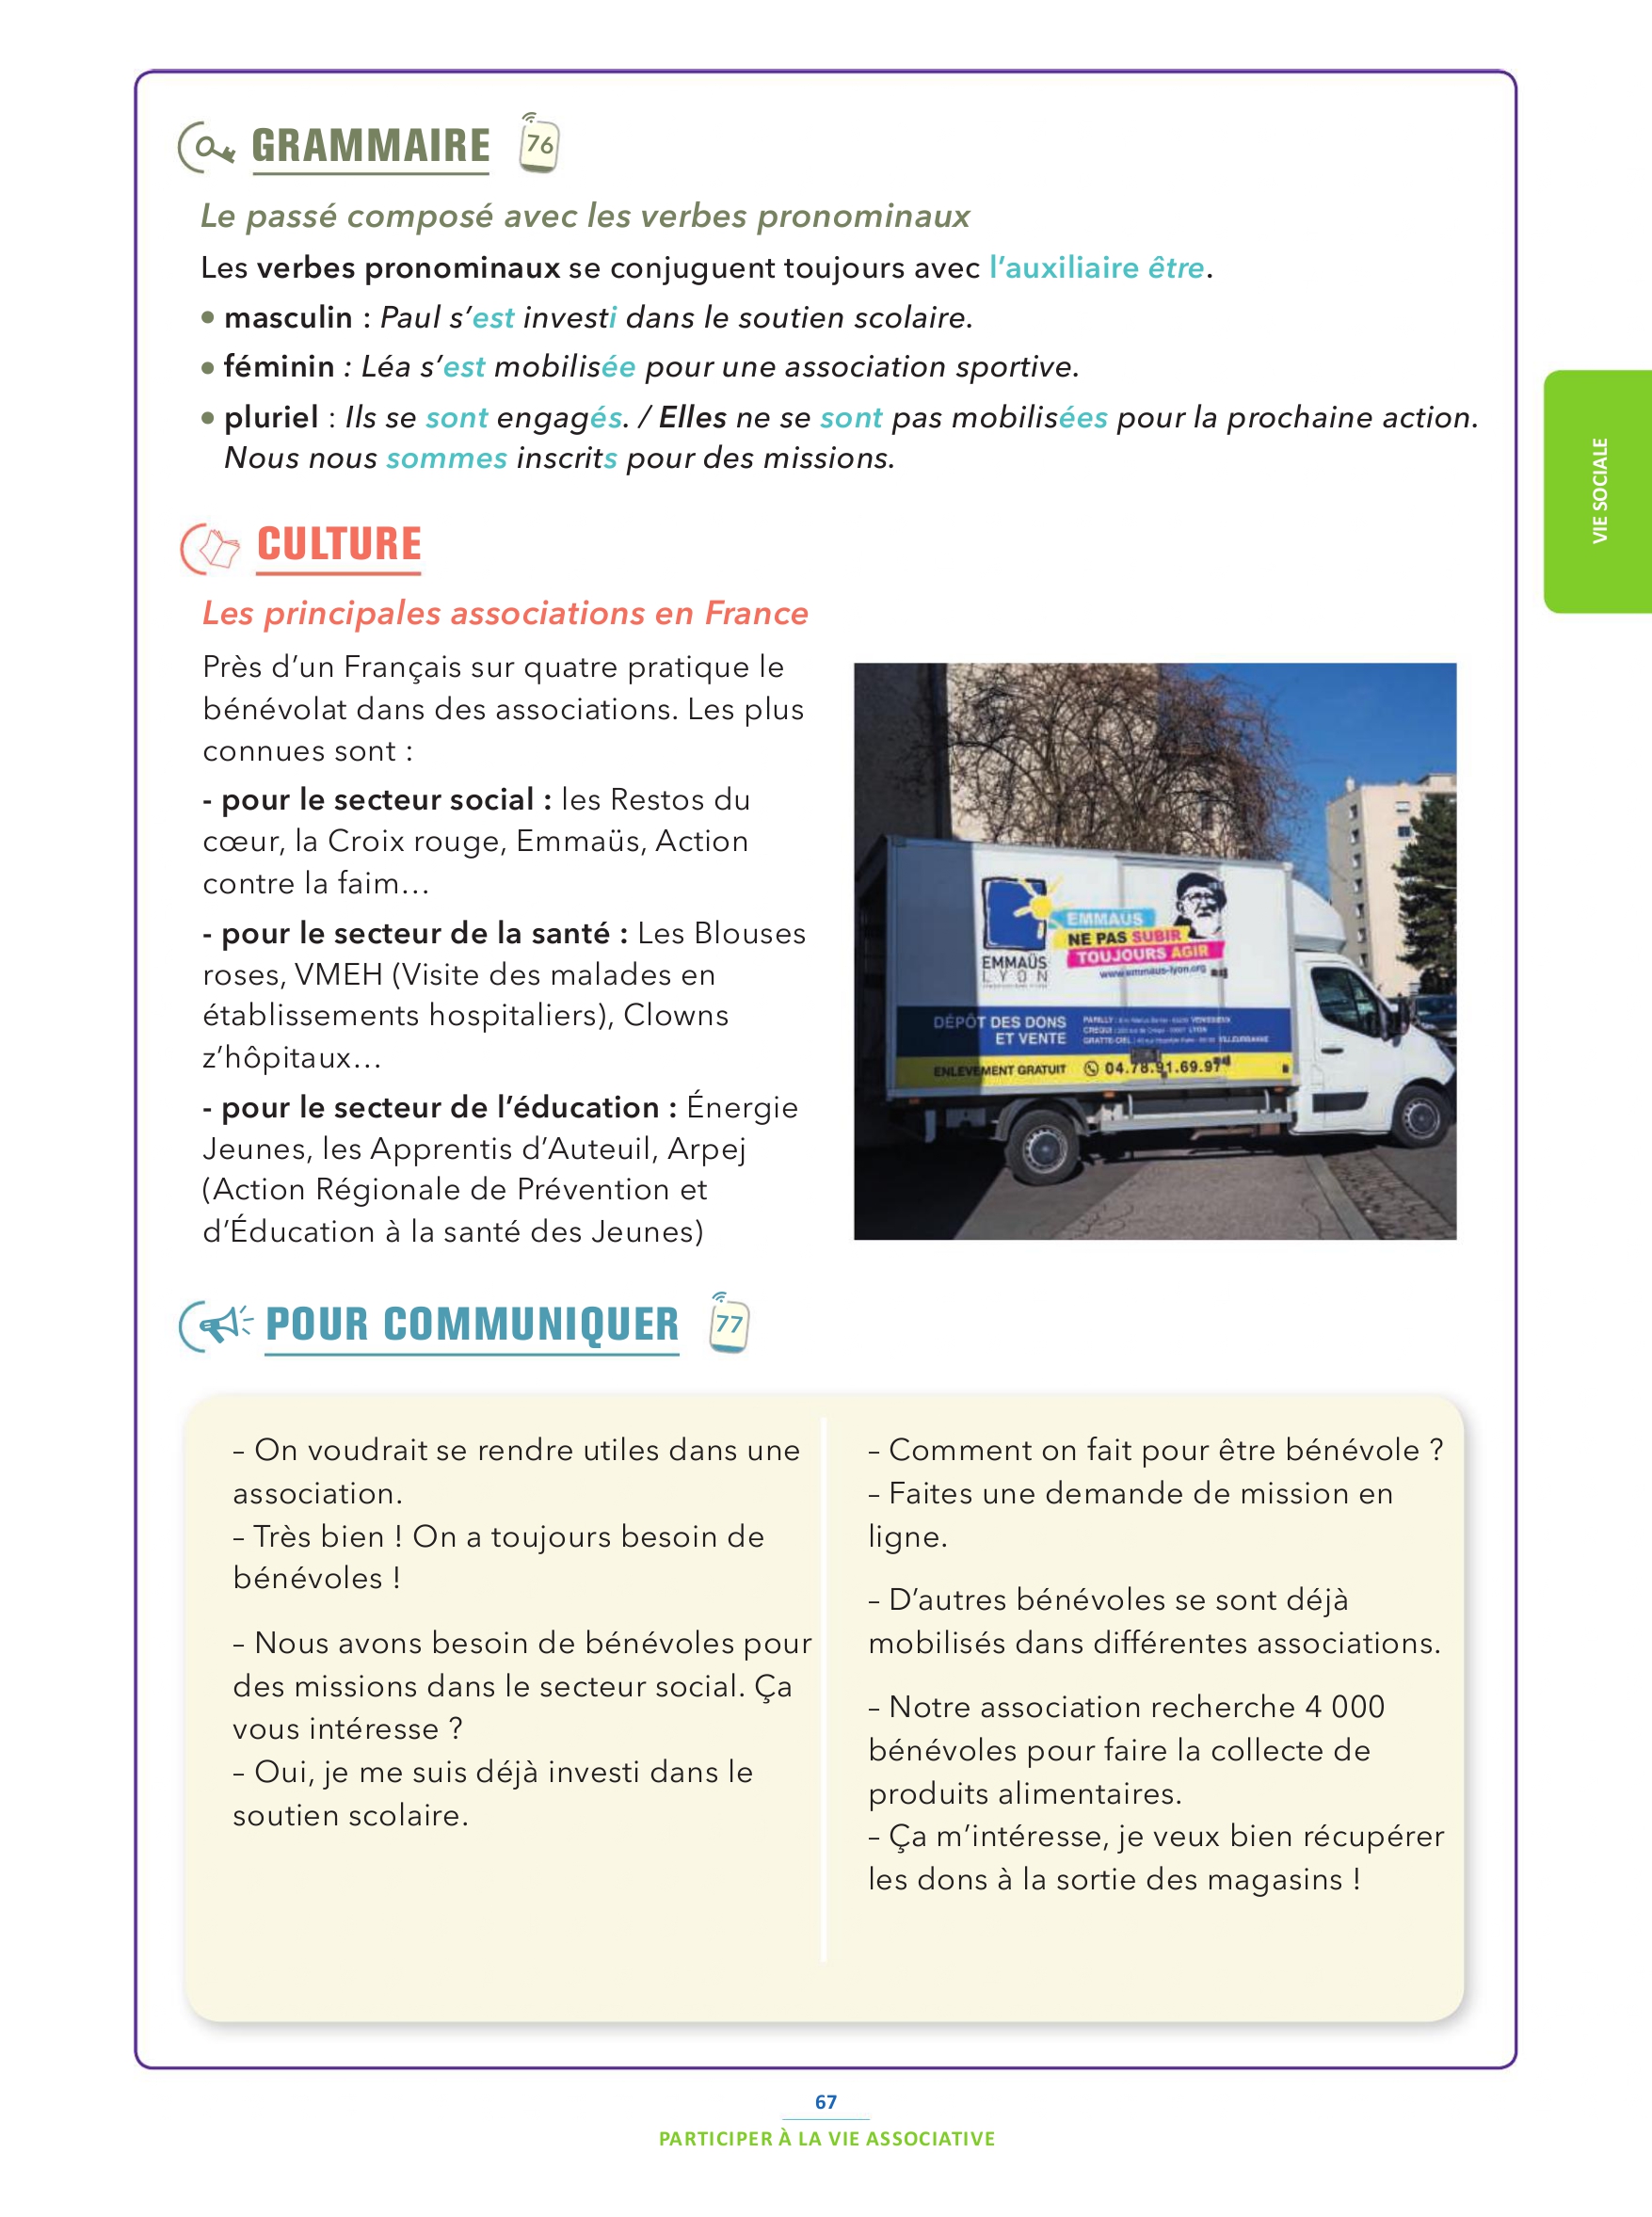 GRAMMAIRE
76
Le passé composé avec les verbes pronominaux
Les verbes pronominaux se conjuguent toujours avec l'auxiliaire être.
• masculin : Paul s'est investi dans le soutien scolaire.
• féminin : Léa s'est mobilisée pour une association sportive.
• pluriel : Ils se sont engagés. / Elles ne se sont pas mobilisées pour la prochaine action.
Nous nous sommes inscrits pour des missions.
VIE SOCIALE
CULTURE
Les principales associations en France
Près d'un Français sur quatre pratique le
bénévolat dans des associations. Les plus
connues sont :
- pour le secteur social : les Restos du
cœur, la Croix rouge, Emmaüs, Action
contre la faim…
- pour le secteur de la santé : Les Blouses
roses, VMEH (Visite des malades en
établissements hospitaliers), Clowns
z'hôpitaux…
- pour le secteur de l'éducation : Énergie
Jeunes, les Apprentis d'Auteuil, Arpej
(Action Régionale de Prévention et
d'Éducation à la santé des Jeunes)
EMMAÜS
LYON
EMMAUS
NE PAS SUBIR
TOUJOURS AGIR
www.emmaus-lyon.org
DÉPÔT DES DONS
ET VENTE
PARILLY
VENISSIEUX
LYON
GRATTE-CIEL
VILLEURBANNE
ENLEVEMENT GRATUIT 04.78.91.69.97
POUR COMMUNIQUER
77
– On voudrait se rendre utiles dans une
association.
– Très bien ! On a toujours besoin de
bénévoles !
– Nous avons besoin de bénévoles pour
des missions dans le secteur social. Ça
vous intéresse ?
– Oui, je me suis déjà investi dans le
soutien scolaire.
– Comment on fait pour être bénévole ?
– Faites une demande de mission en
ligne.
– D'autres bénévoles se sont déjà
mobilisés dans différentes associations.
– Notre association recherche 4 000
bénévoles pour faire la collecte de
produits alimentaires.
– Ça m'intéresse, je veux bien récupérer
les dons à la sortie des magasins !
67
PARTICIPER À LA VIE ASSOCIATIVE